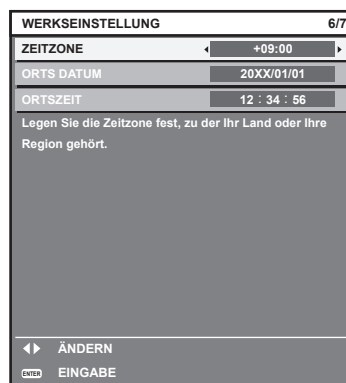 WERKSEINSTELLUNG 6/7
ZEITZONE +09:00
ORTS DATUM 20XX/01/01
ORTSZEIT 12 : 34 : 56
Legen Sie die Zeitzone fest, zu der Ihr Land oder Ihre
Region gehört.
ÄNDERN
ENTER EINGABE